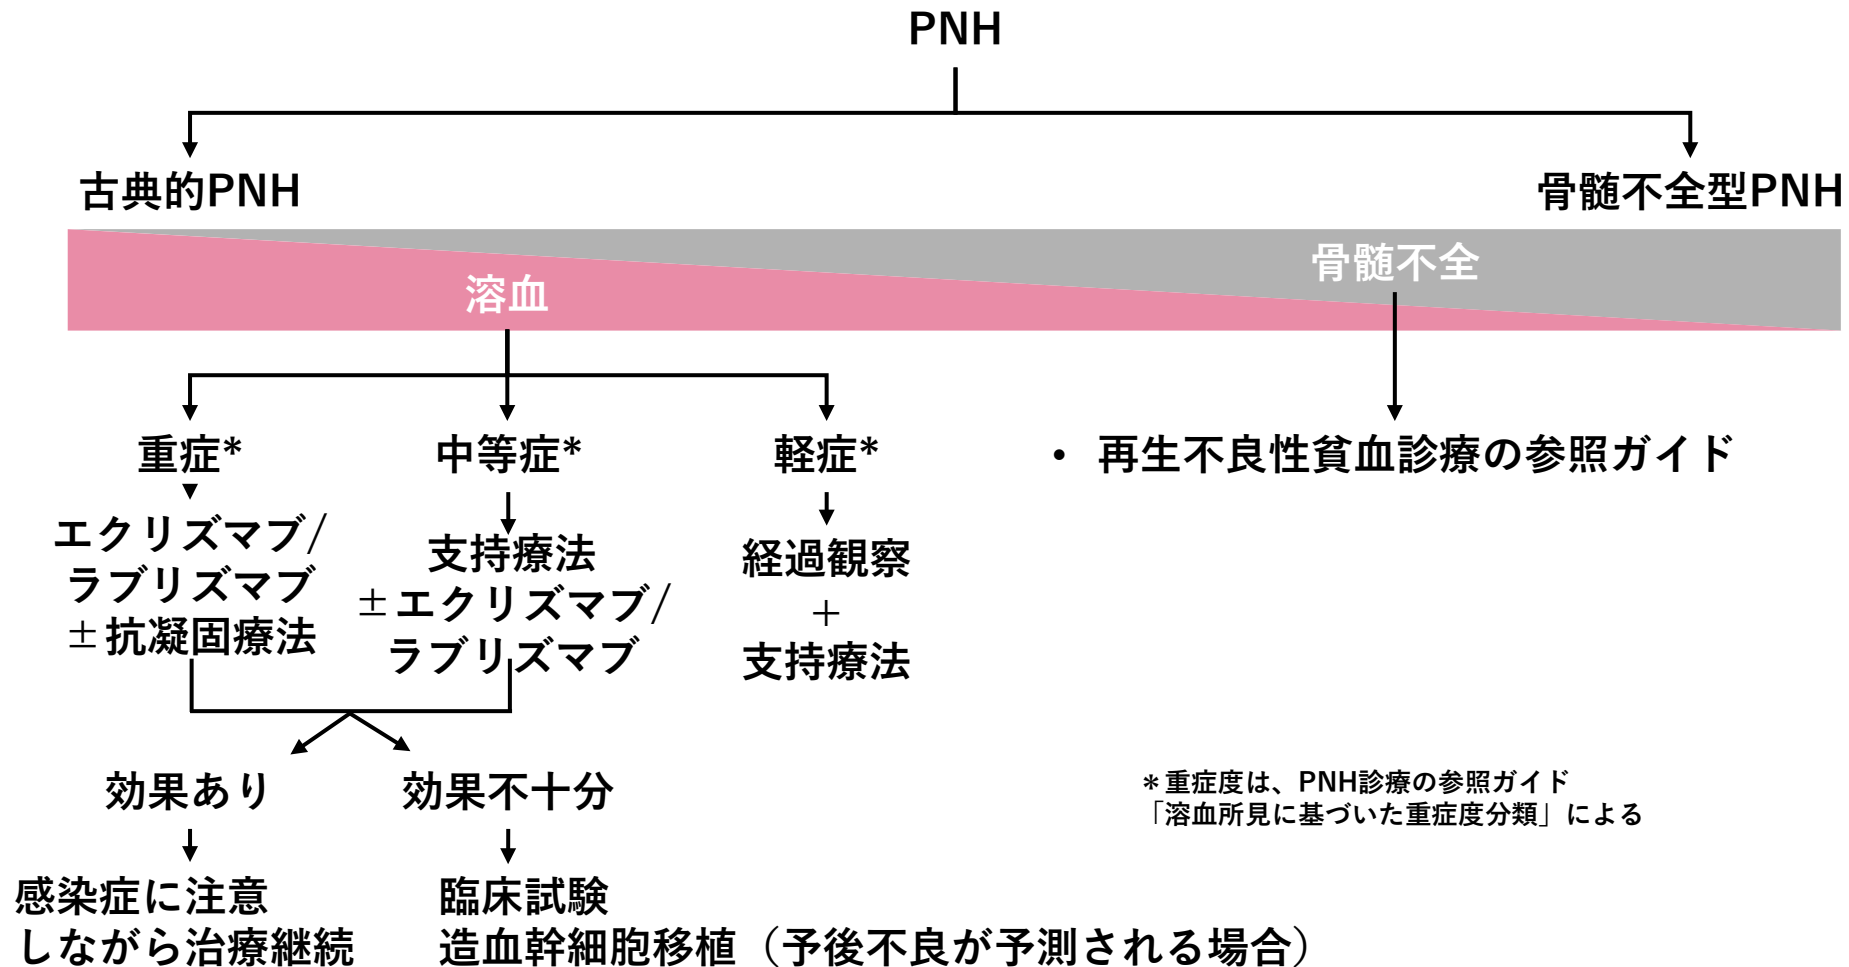 PNH
古典的PNH
骨髄不全型PNH
骨髄不全
溶血
重症*
中等症*
軽症*
• 再生不良性貧血診療の参照ガイド
エクリズマブ/
ラブリズマブ
±抗凝固療法
支持療法
±エクリズマブ/
ラブリズマブ
経過観察
+
支持療法
効果あり
効果不十分
*重症度は、PNH診療の参照ガイド
「溶血所見に基づいた重症度分類」による
感染症に注意
しながら治療継続
臨床試験
造血幹細胞移植（予後不良が予測される場合）